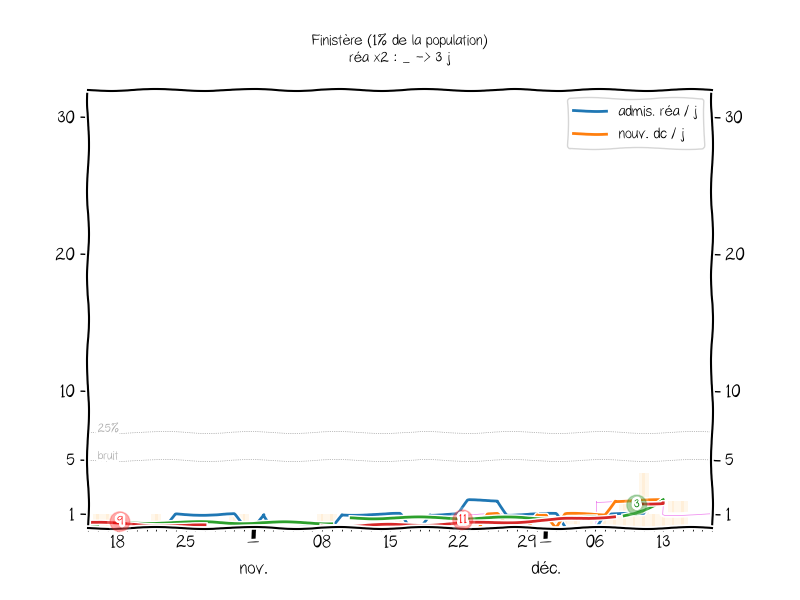 Finistère (1% de la population)
réa x2 : _ -> 3 j
admis. réa / j
nouv. dc / j
30
30
20
20
10
10
25%
bruit
5
5
1
1
9
11
3
18 25 08 15 22 29 06 13
nov. déc.